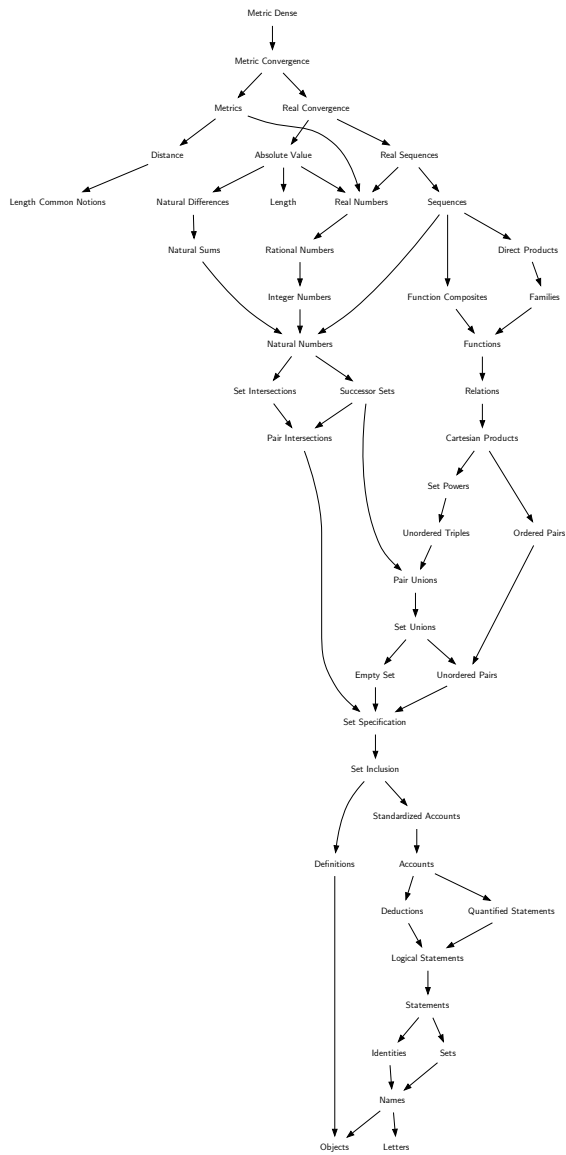 Metric Dense
Metric Convergence
Metrics
Real Convergence
Distance
Absolute Value
Real Sequences
Length Common Notions
Natural Differences
Length
Real Numbers
Sequences
Natural Sums
Rational Numbers
Direct Products
Integer Numbers
Function Composites
Families
Natural Numbers
Functions
Set Intersections
Successor Sets
Relations
Pair Intersections
Cartesian Products
Set Powers
Unordered Triples
Ordered Pairs
Pair Unions
Set Unions
Empty Set
Unordered Pairs
Set Specification
Set Inclusion
Standardized Accounts
Definitions
Accounts
Deductions
Quantified Statements
Logical Statements
Statements
Identities
Sets
Names
Objects
Letters